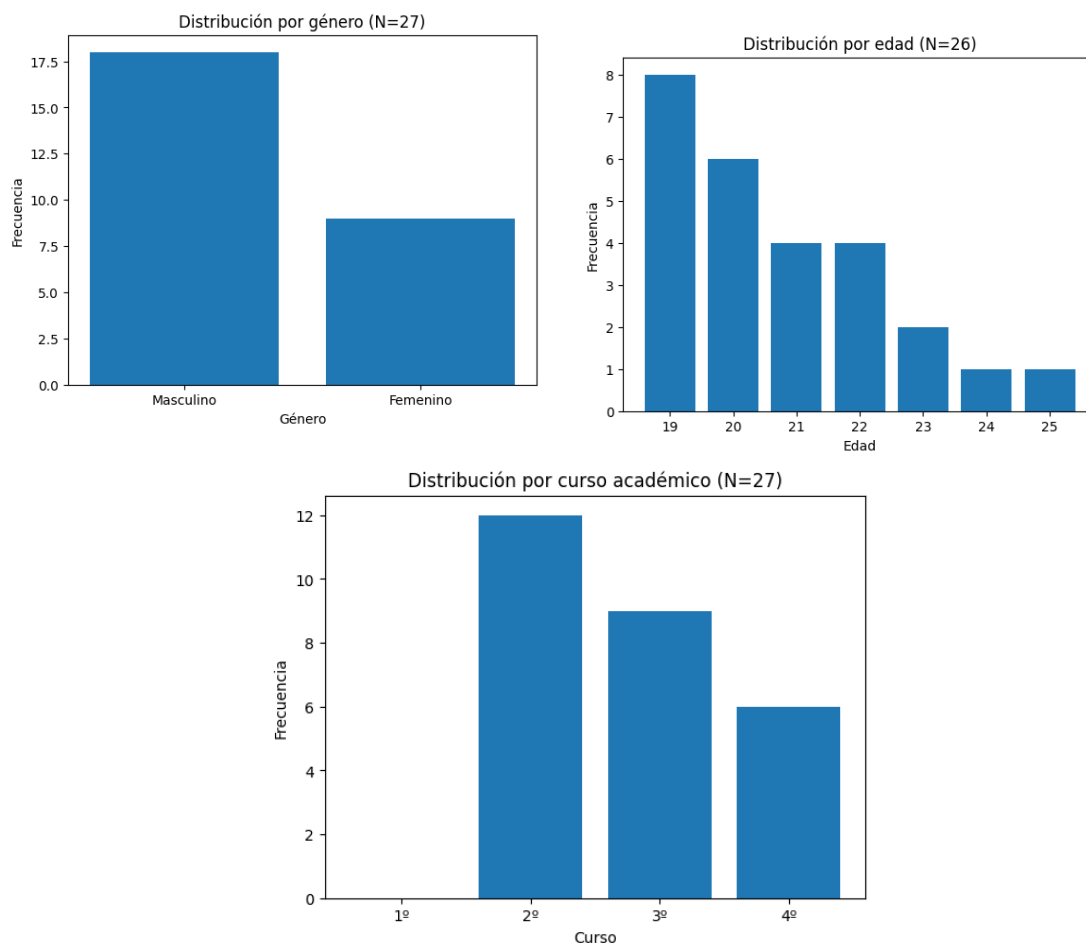 Distribución por género (N=27)
17.5
15.0
12.5
10.0
7.5
5.0
2.5
0.0
Frecuencia
Masculino
Femenino
Género
Distribución por edad (N=26)
8
7
6
5
4
3
2
1
0
Frecuencia
19
20
21
22
23
24
25
Edad
Distribución por curso académico (N=27)
12
10
8
6
4
2
0
Frecuencia
1º
2º
3º
4º
Curso